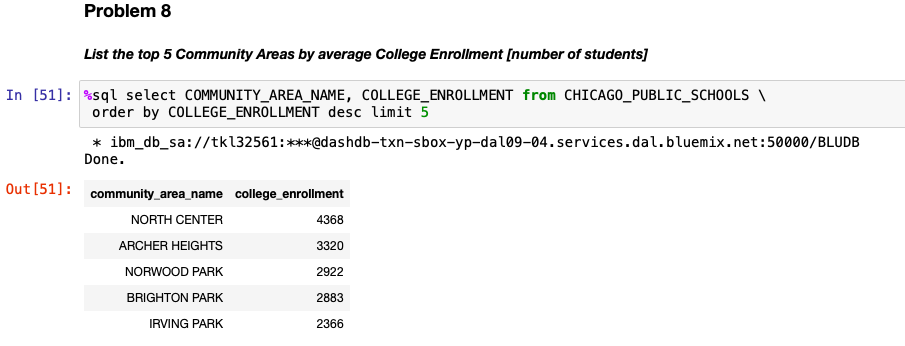 Problem 8
List the top 5 Community Areas by average College Enrollment [number of students]
In [51]: %sql select COMMUNITY_AREA_NAME, COLLEGE_ENROLLMENT from CHICAGO_PUBLIC_SCHOOLS \
order by COLLEGE_ENROLLMENT desc limit 5
* ibm_db_sa://tkl32561:***@dashdb-txn-sbox-yp-dal09-04.services.dal.bluemix.net:50000/BLUDB
Done.
Out[51]: community_area_name college_enrollment
NORTH CENTER 4368
ARCHER HEIGHTS 3320
NORWOOD PARK 2922
BRIGHTON PARK 2883
IRVING PARK 2366